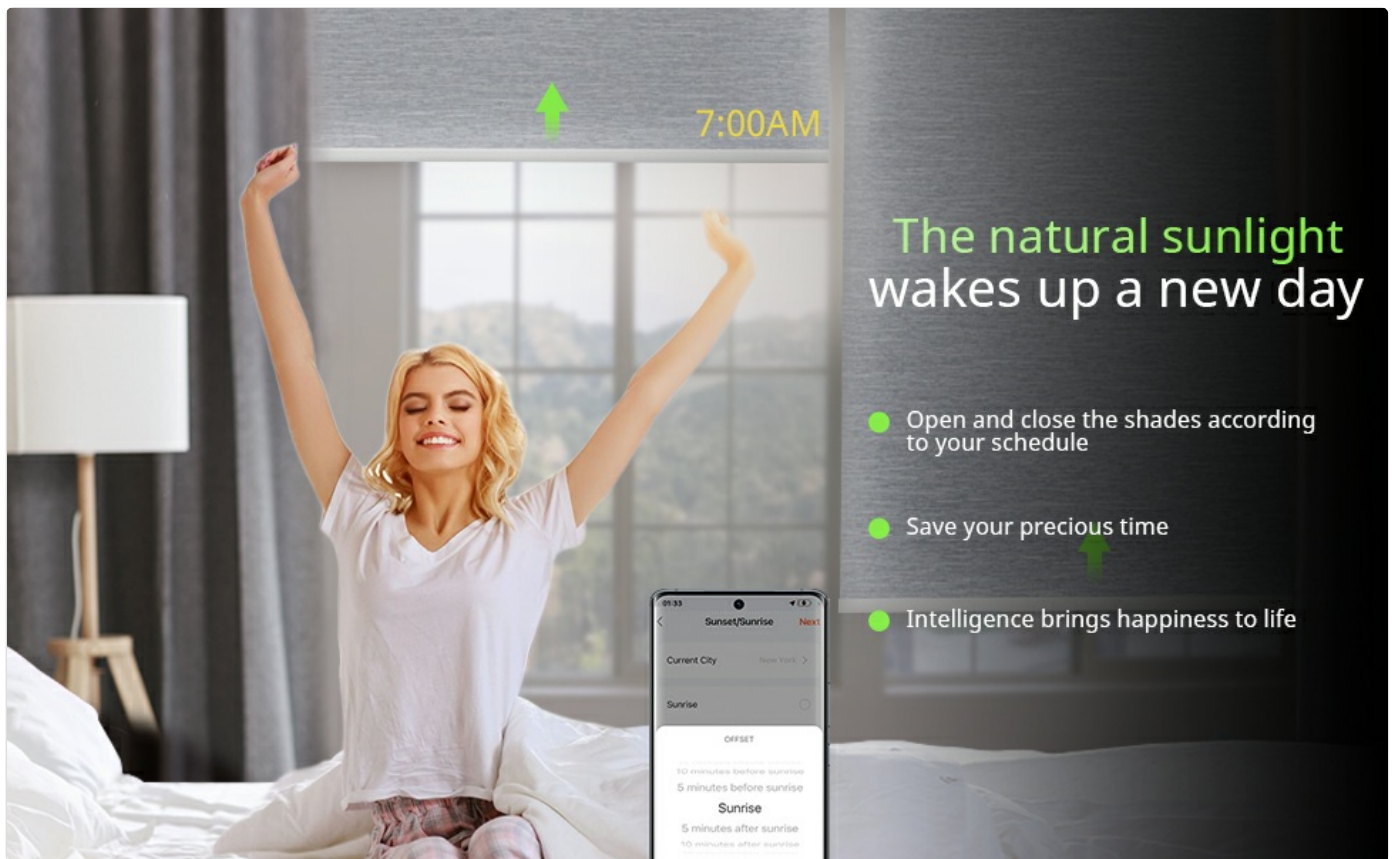 7:00AM
The natural sunlight
wakes up a new day
Open and close the shades according
to your schedule
Save your precious time
Intelligence brings happiness to life
01:33
Sunset/Sunrise Next
Current City New York
Sunrise
OFFSET
10 minutes before sunrise
5 minutes before sunrise
Sunrise
5 minutes after sunrise
10 minutes after sunrise